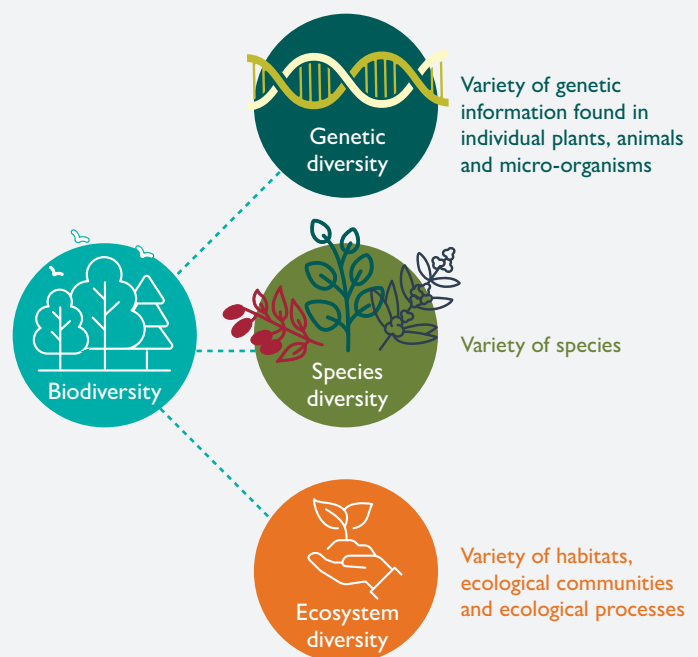 Genetic
diversity
Variety of genetic
information found in
individual plants, animals
and micro-organisms
Biodiversity
Species
diversity
Variety of species
Ecosystem
diversity
Variety of habitats,
ecological communities
and ecological processes